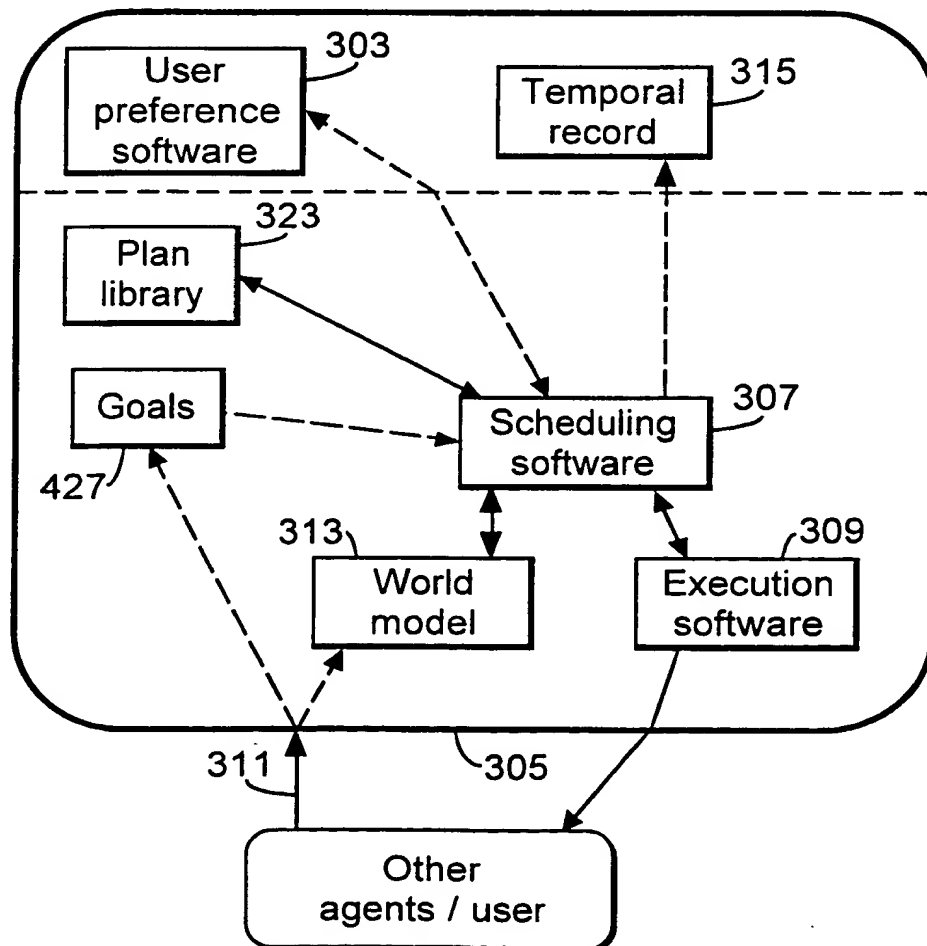 303
User
preference
software
315
Temporal
record
323
Plan
library
Goals
427
307
Scheduling
software
313
World
model
309
Execution
software
311
305
Other
agents / user